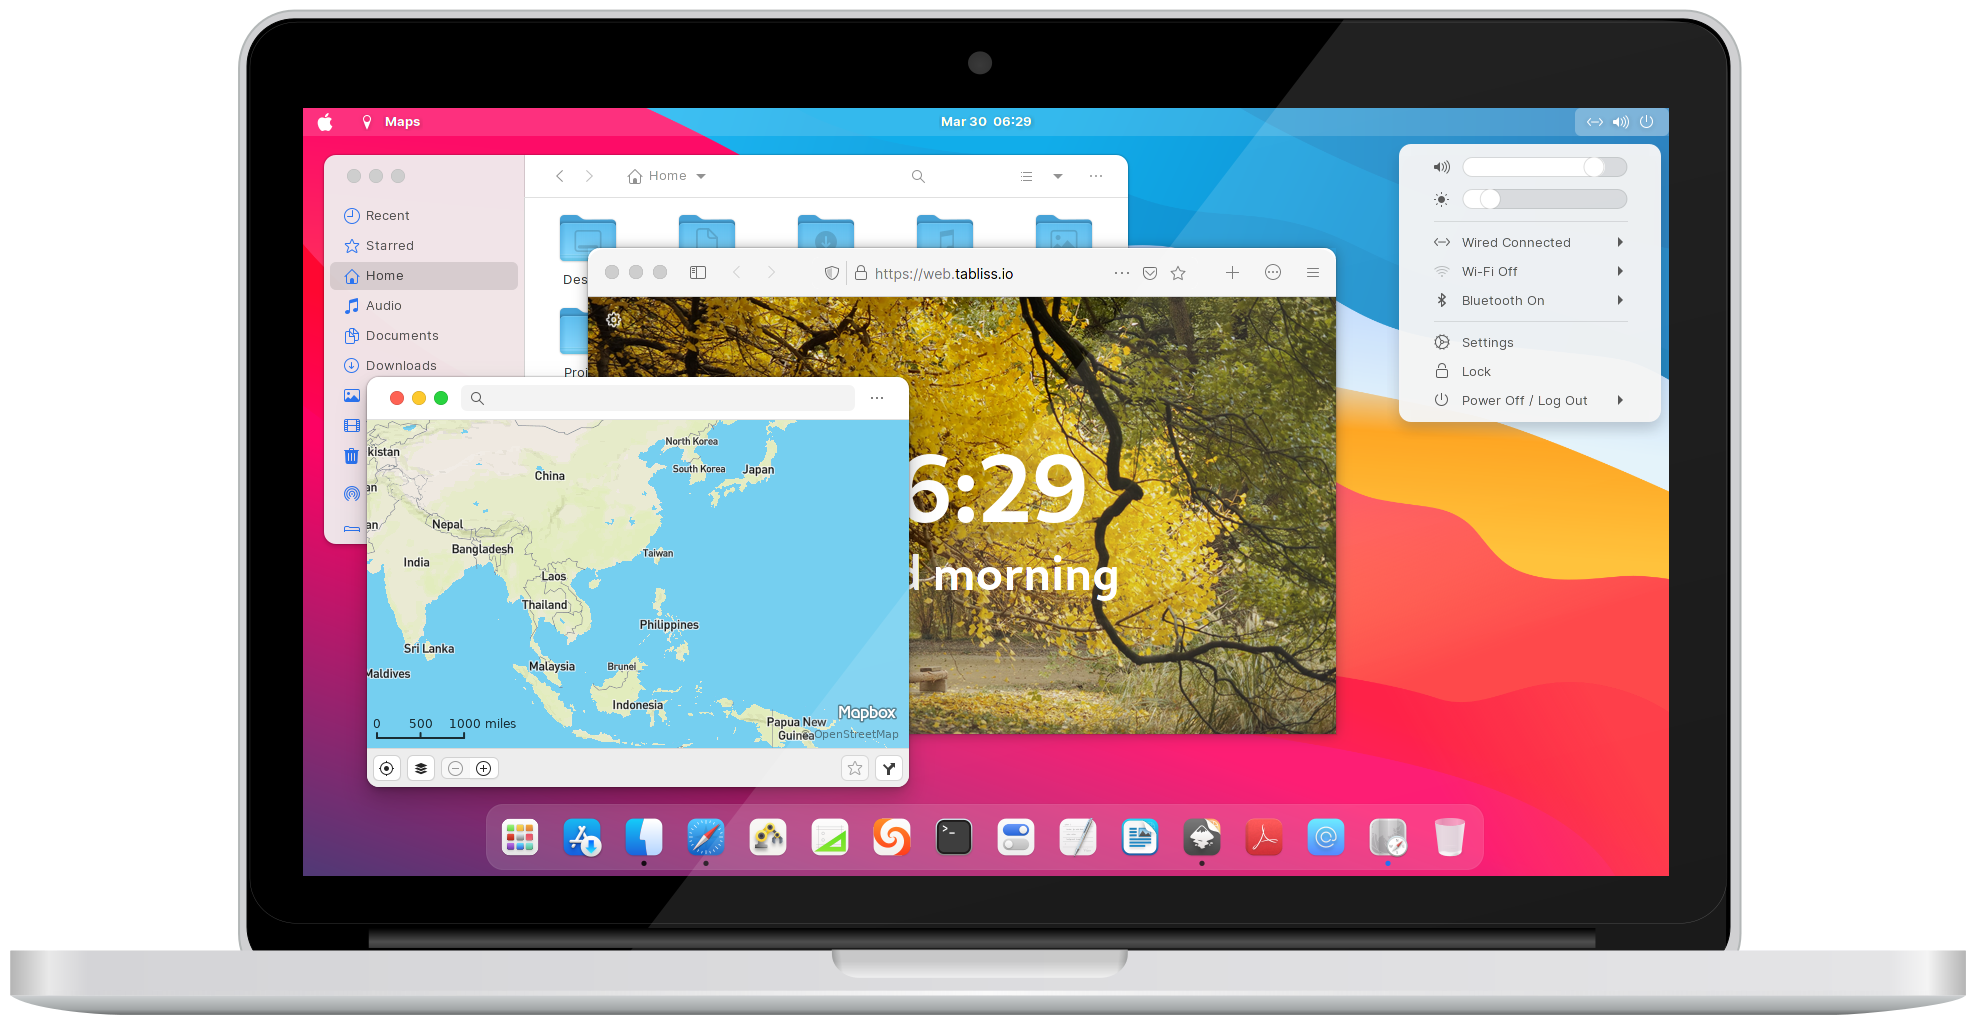 Maps
Mar 30 06:29
Home
Recent
Starred
Home
Audio
Documents
Downloads
Des
Proj
https://web.tabliss.io
6:29
d morning
Wired Connected
Wi-Fi Off
Bluetooth On
Settings
Lock
Power Off / Log Out
kistan
an
an
China
North Korea
South Korea
Japan
Nepal
Bangladesh
India
Taiwan
Laos
Thailand
Philippines
Sri Lanka
Maldives
Malaysia
Brunei
Indonesia
Papua New
Guinea
0 500 1000 miles
Mapbox
© OpenStreetMap
>_